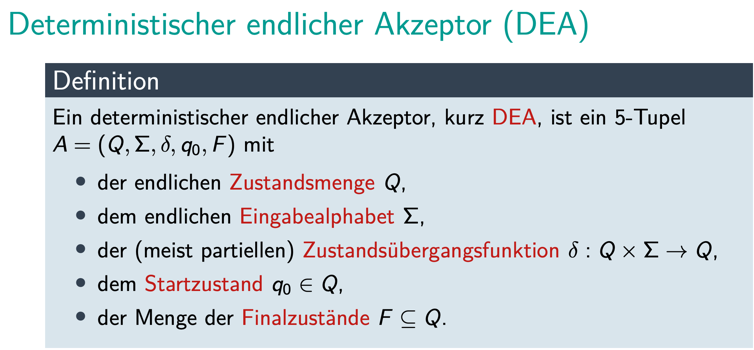 Deterministischer endlicher Akzeptor (DEA)
Definition
Ein deterministischer endlicher Akzeptor, kurz DEA, ist ein 5-Tupel
A = (Q, Σ, δ, q₀, F) mit
• der endlichen Zustandsmenge Q,
• dem endlichen Eingabealphabet Σ,
• der (meist partiellen) Zustandsübergangsfunktion δ : Q × Σ → Q,
• dem Startzustand q₀ ∈ Q,
• der Menge der Finalzustände F ⊆ Q.